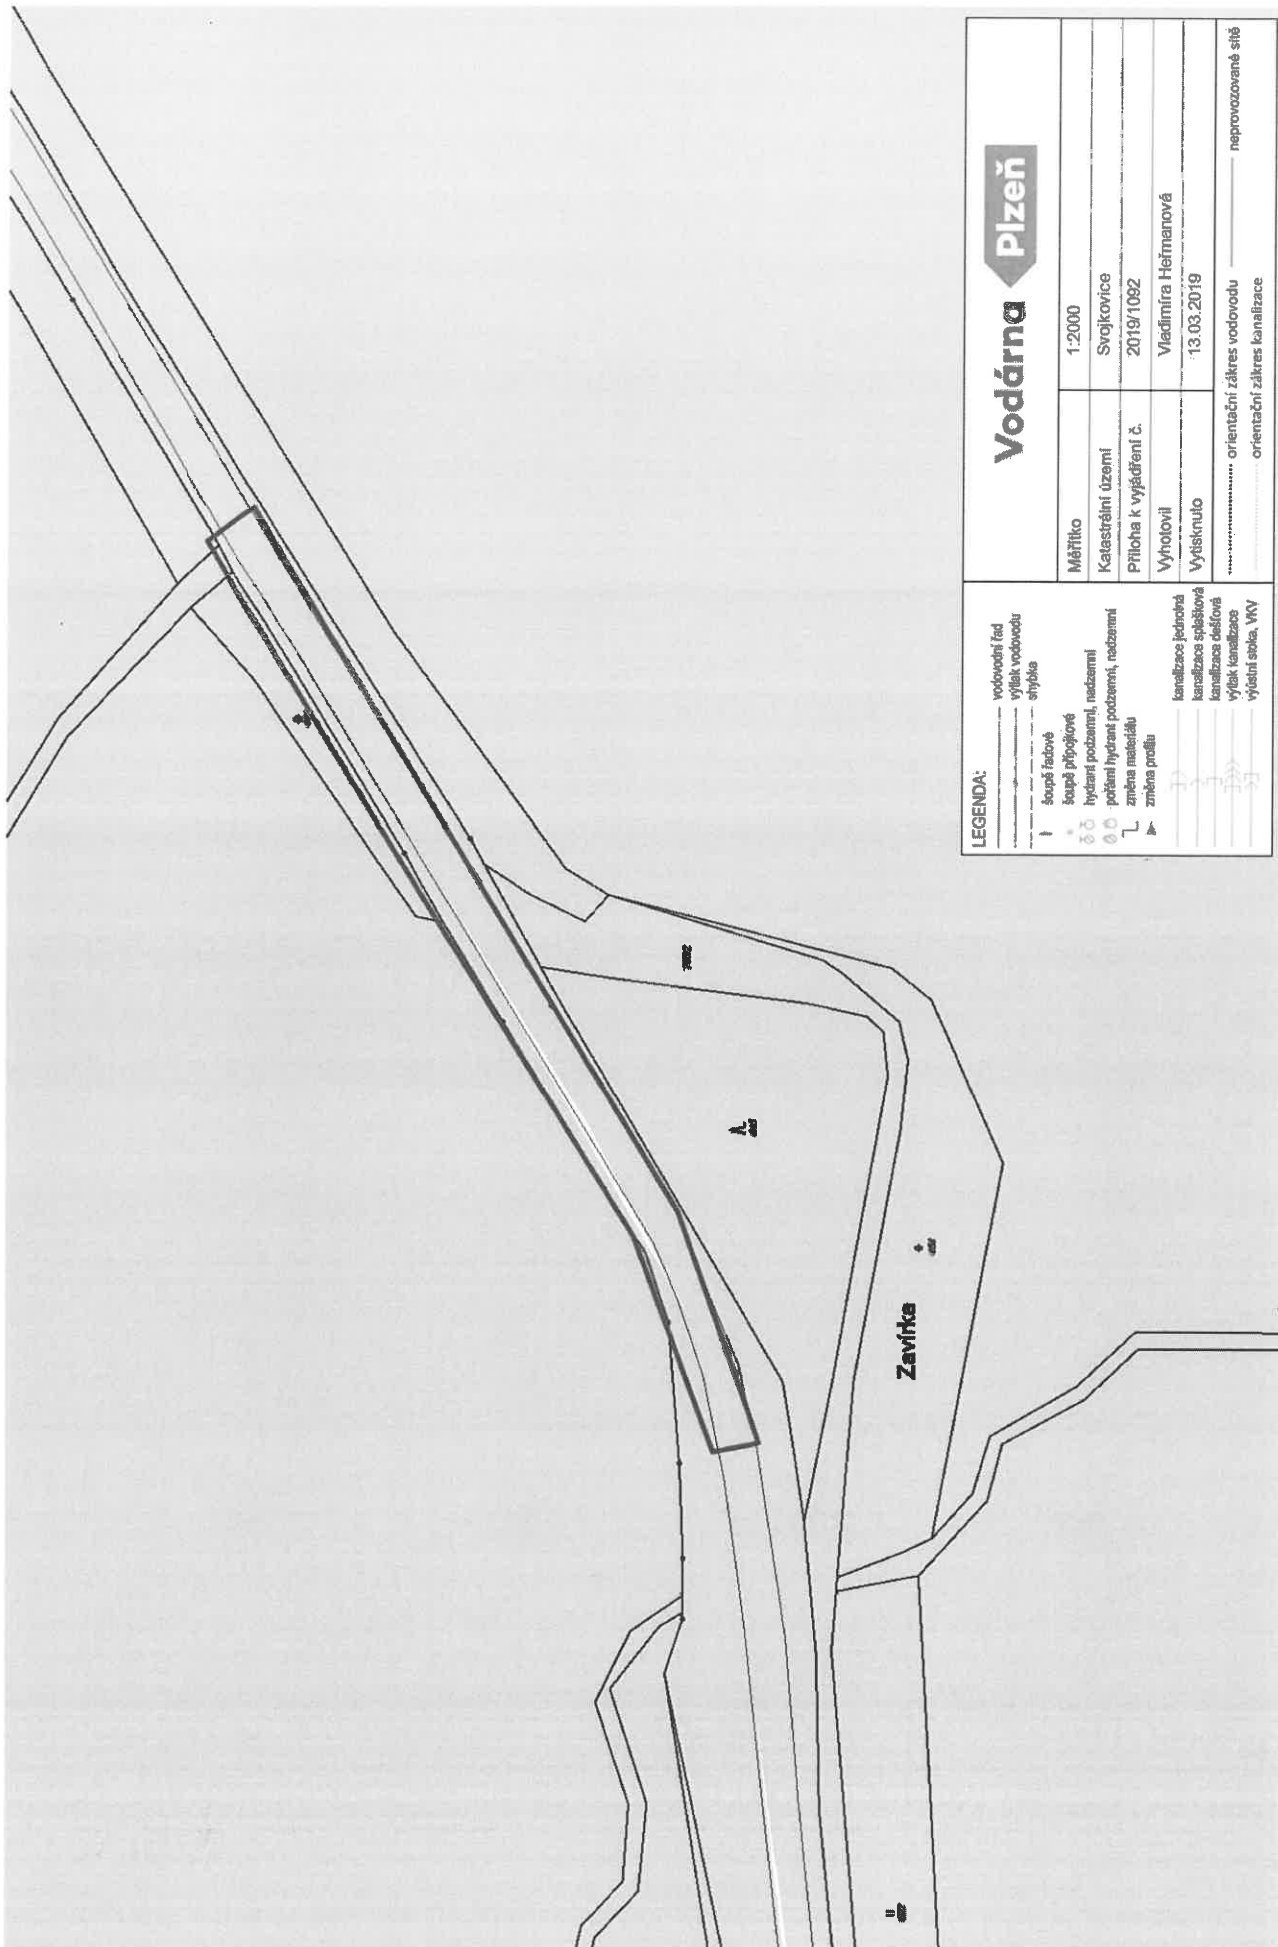 Zavírka
LEGENDA:
vodovodní řad
výtlak vodovodu
shybka
šoupě řadové
šoupě přípojkové
hydrant podzemní, nadzemní
požární hydrant podzemní, nadzemní
změna materiálu
změna profilu
kanalizace jednotná
kanalizace splašková
kanalizace dešťová
výtlak kanalizace
výustní stoka, VKV
Vodárna Plzeň
Měřítko 1:2000
Katastrální území Svojkovice
Příloha k vyjádření č. 2019/1092
Vyhotovil Vladimíra Heřmanová
Vytisknuto 13.03.2019
orientační zákres vodovodu neprovozované sítě
orientační zákres kanalizace